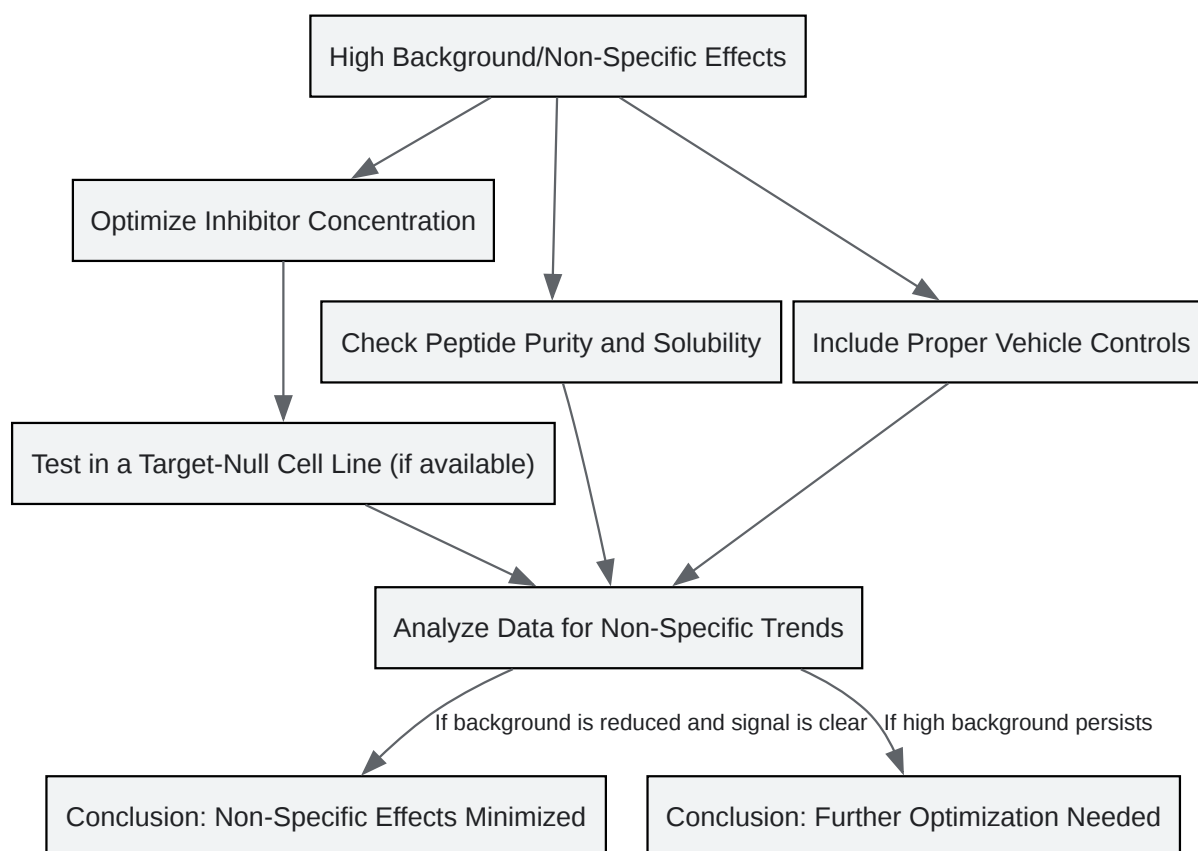 High Background/Non-Specific Effects
Optimize Inhibitor Concentration
Check Peptide Purity and Solubility
Include Proper Vehicle Controls
Test in a Target-Null Cell Line (if available)
Analyze Data for Non-Specific Trends
If background is reduced and signal is clear
If high background persists
Conclusion: Non-Specific Effects Minimized
Conclusion: Further Optimization Needed